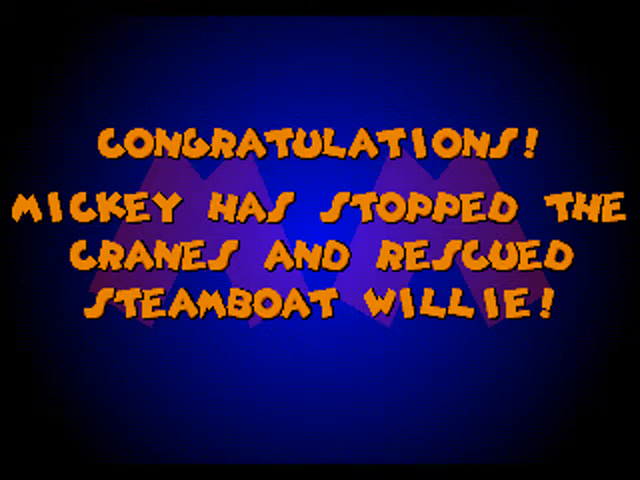 CONGRATULATIONS!
MICKEY HAS STOPPED THE
CRANES AND RESCUED
STEAMBOAT WILLIE!